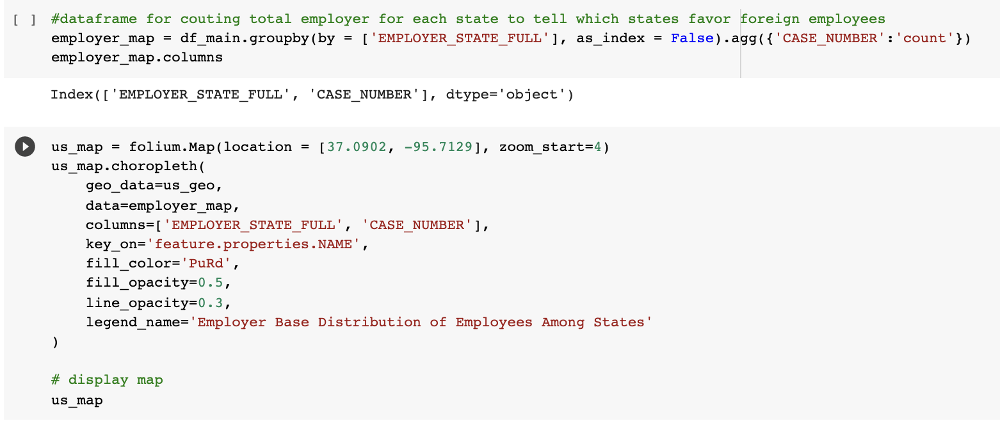 [ ] #dataframe for couting total employer for each state to tell which states favor foreign employees
employer_map = df_main.groupby(by = ['EMPLOYER_STATE_FULL'], as_index = False).agg({'CASE_NUMBER':'count'})
employer_map.columns
Index(['EMPLOYER_STATE_FULL', 'CASE_NUMBER'], dtype='object')
us_map = folium.Map(location = [37.0902, -95.7129], zoom_start=4)
us_map.choropleth(
    geo_data=us_geo,
    data=employer_map,
    columns=['EMPLOYER_STATE_FULL', 'CASE_NUMBER'],
    key_on='feature.properties.NAME',
    fill_color='PuRd',
    fill_opacity=0.5,
    line_opacity=0.3,
    legend_name='Employer Base Distribution of Employees Among States'
)
# display map
us_map